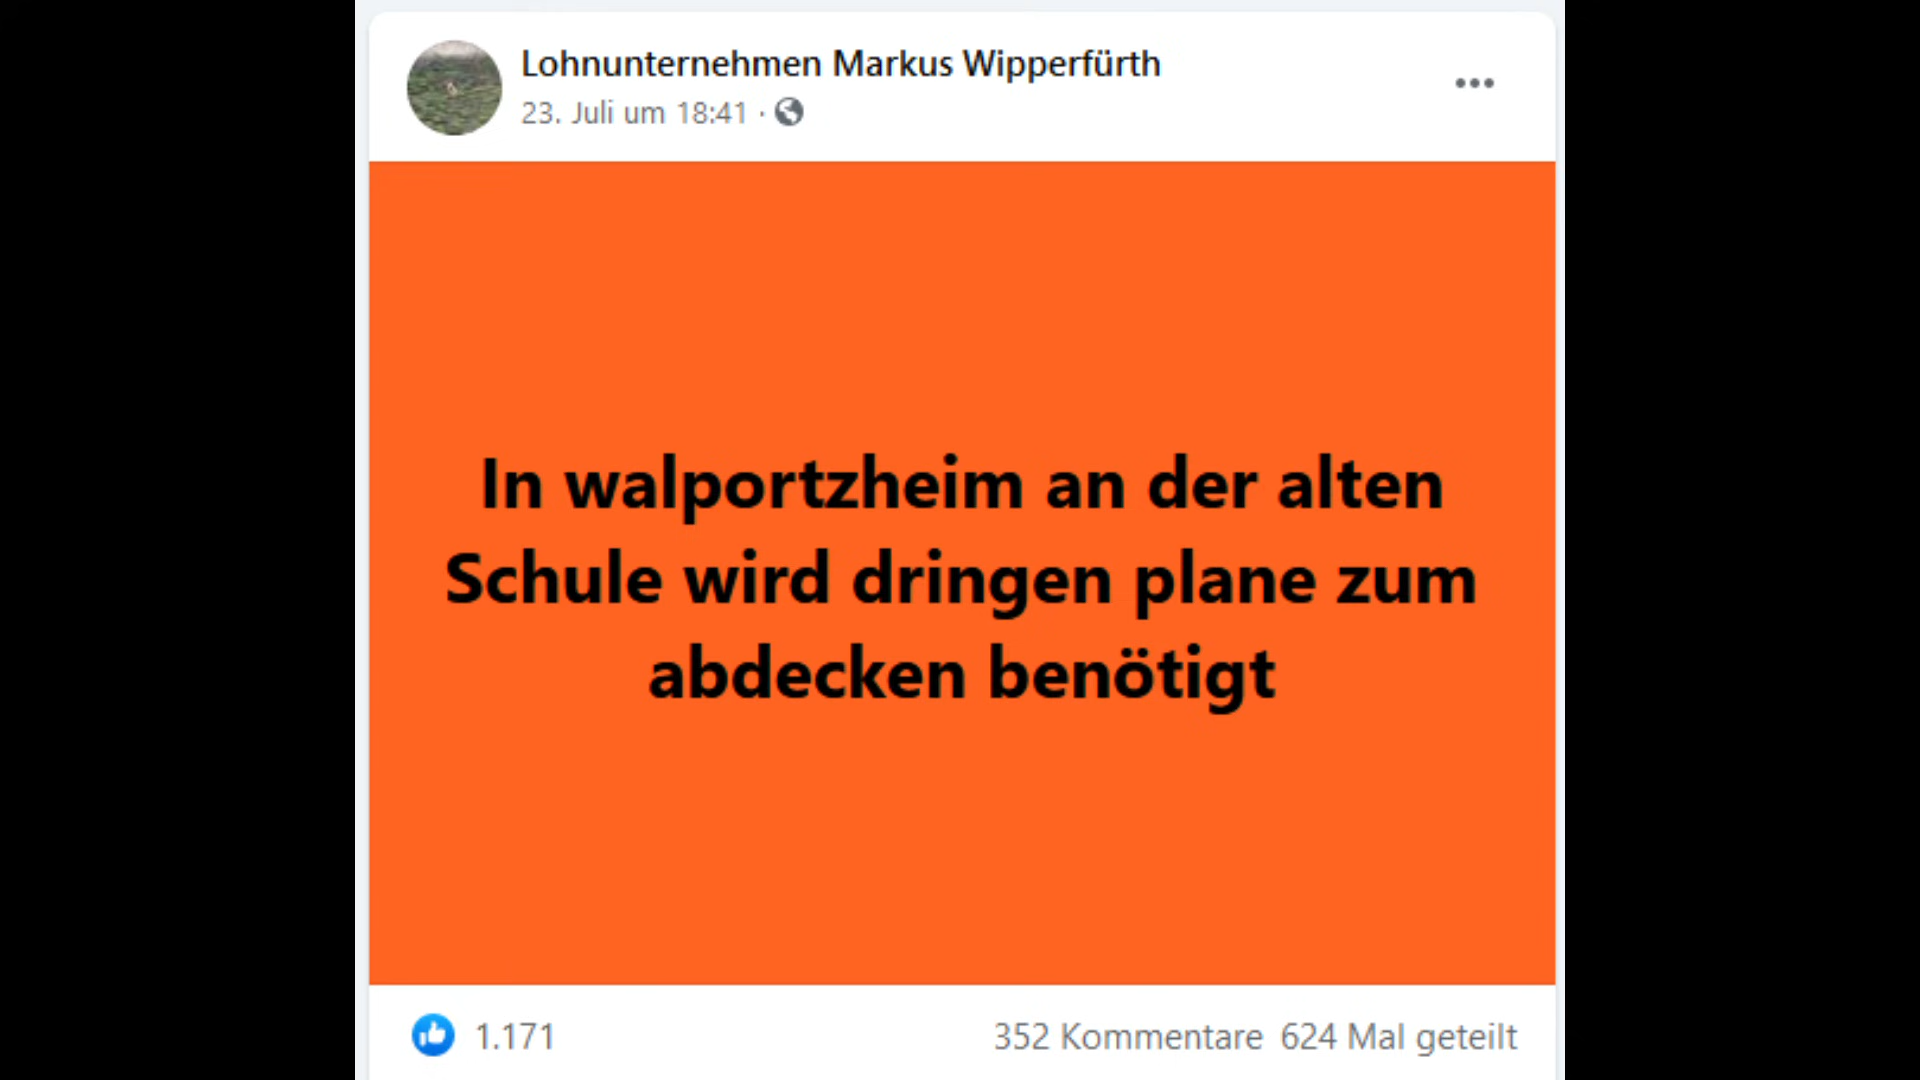 Lohnunternehmen Markus Wipperfürth
23. Juli um 18:41 ·
In walportzheim an der alten
Schule wird dringen plane zum
abdecken benötigt
1.171
352 Kommentare 624 Mal geteilt